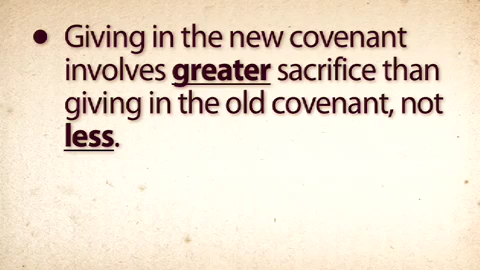 • Giving in the new covenant
involves greater sacrifice than
giving in the old covenant, not
less.